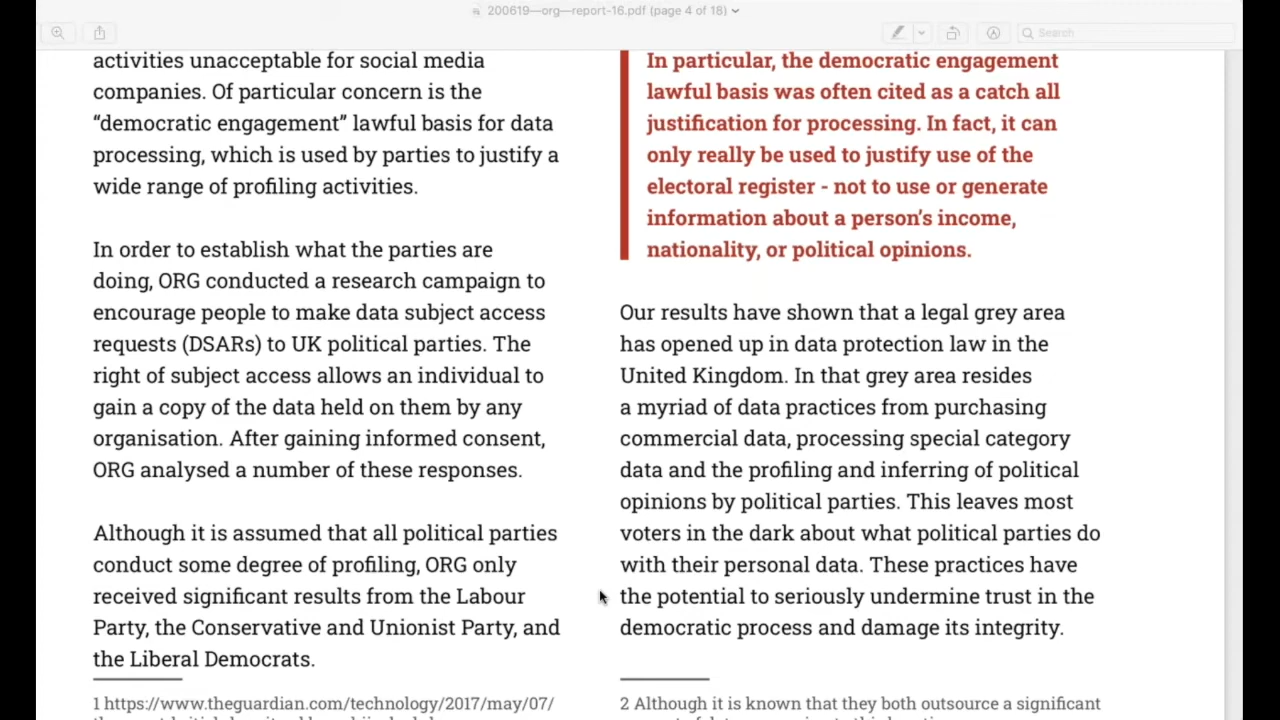 200619—org—report-16.pdf (page 4 of 18)
Search
activities unacceptable for social media
companies. Of particular concern is the
“democratic engagement” lawful basis for data
processing, which is used by parties to justify a
wide range of profiling activities.
In order to establish what the parties are
doing, ORG conducted a research campaign to
encourage people to make data subject access
requests (DSARs) to UK political parties. The
right of subject access allows an individual to
gain a copy of the data held on them by any
organisation. After gaining informed consent,
ORG analysed a number of these responses.
Although it is assumed that all political parties
conduct some degree of profiling, ORG only
received significant results from the Labour
Party, the Conservative and Unionist Party, and
the Liberal Democrats.
1 https://www.theguardian.com/technology/2017/may/07/
In particular, the democratic engagement
lawful basis was often cited as a catch all
justification for processing. In fact, it can
only really be used to justify use of the
electoral register - not to use or generate
information about a person’s income,
nationality, or political opinions.
Our results have shown that a legal grey area
has opened up in data protection law in the
United Kingdom. In that grey area resides
a myriad of data practices from purchasing
commercial data, processing special category
data and the profiling and inferring of political
opinions by political parties. This leaves most
voters in the dark about what political parties do
with their personal data. These practices have
the potential to seriously undermine trust in the
democratic process and damage its integrity.
2 Although it is known that they both outsource a significant